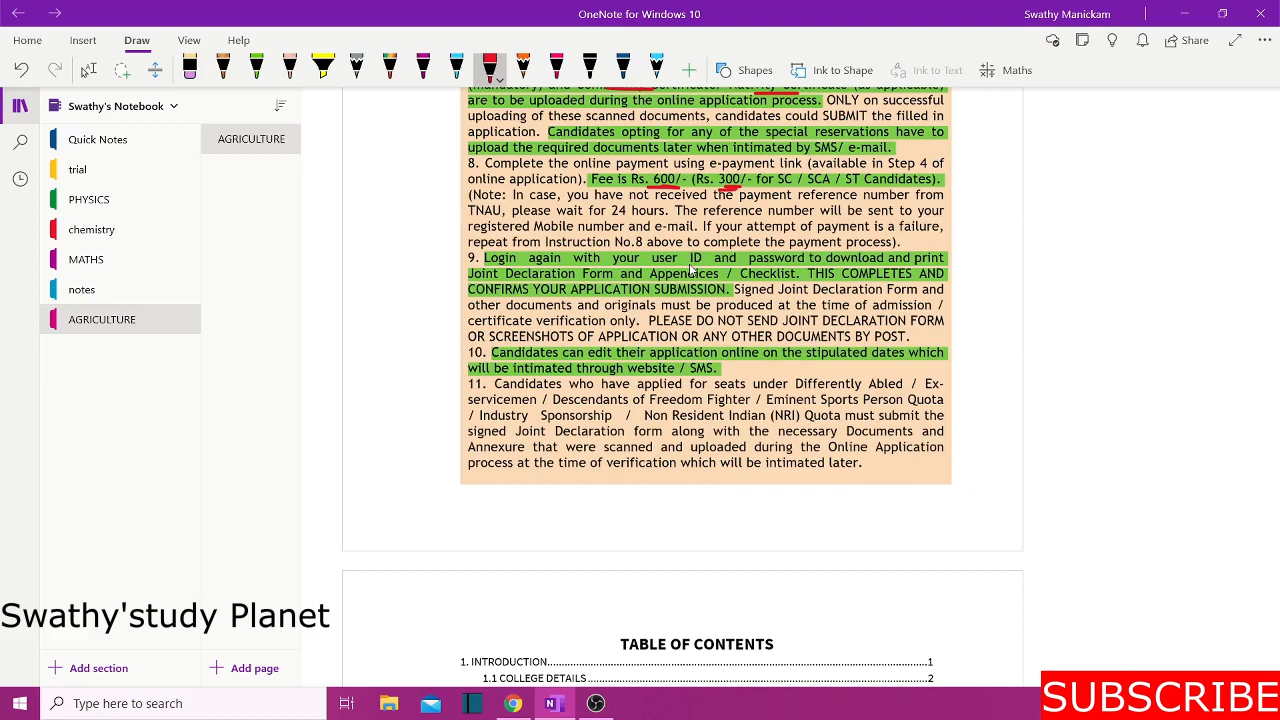 OneNote for Windows 10
Swathy Manickam
Home Insert Draw View Help
Share
Shapes Ink to Shape Ink to Text Maths
Swathy's Notebook
Quick Notes
trial
PHYSICS
chemistry
MATHS
notes
AGRICULTURE
AGRICULTURE
are to be uploaded during the online application process. ONLY on successful
uploading of these scanned documents, candidates could SUBMIT the filled in
application. Candidates opting for any of the special reservations have to
upload the required documents later when intimated by SMS/ e-mail.
8. Complete the online payment using e-payment link (available in Step 4 of
online application). Fee is Rs. 600/- (Rs. 300/- for SC / SCA / ST Candidates).
(Note: In case, you have not received the payment reference number from
TNAU, please wait for 24 hours. The reference number will be sent to your
registered Mobile number and e-mail. If your attempt of payment is a failure,
repeat from Instruction No.8 above to complete the payment process).
9. Login again with your user ID and password to download and print
Joint Declaration Form and Appendices / Checklist. THIS COMPLETES AND
CONFIRMS YOUR APPLICATION SUBMISSION. Signed Joint Declaration Form and
other documents and originals must be produced at the time of admission /
certificate verification only. PLEASE DO NOT SEND JOINT DECLARATION FORM
OR SCREENSHOTS OF APPLICATION OR ANY OTHER DOCUMENTS BY POST.
10. Candidates can edit their application online on the stipulated dates which
will be intimated through website / SMS.
11. Candidates who have applied for seats under Differently Abled / Ex-
servicemen / Descendants of Freedom Fighter / Eminent Sports Person Quota
/ Industry Sponsorship / Non Resident Indian (NRI) Quota must submit the
signed Joint Declaration form along with the necessary Documents and
Annexure that were scanned and uploaded during the Online Application
process at the time of verification which will be intimated later.
Swathy'study Planet
TABLE OF CONTENTS
1. INTRODUCTION 1
1.1 COLLEGE DETAILS 2
Add section Add page
Type here to search
SUBSCRIBE